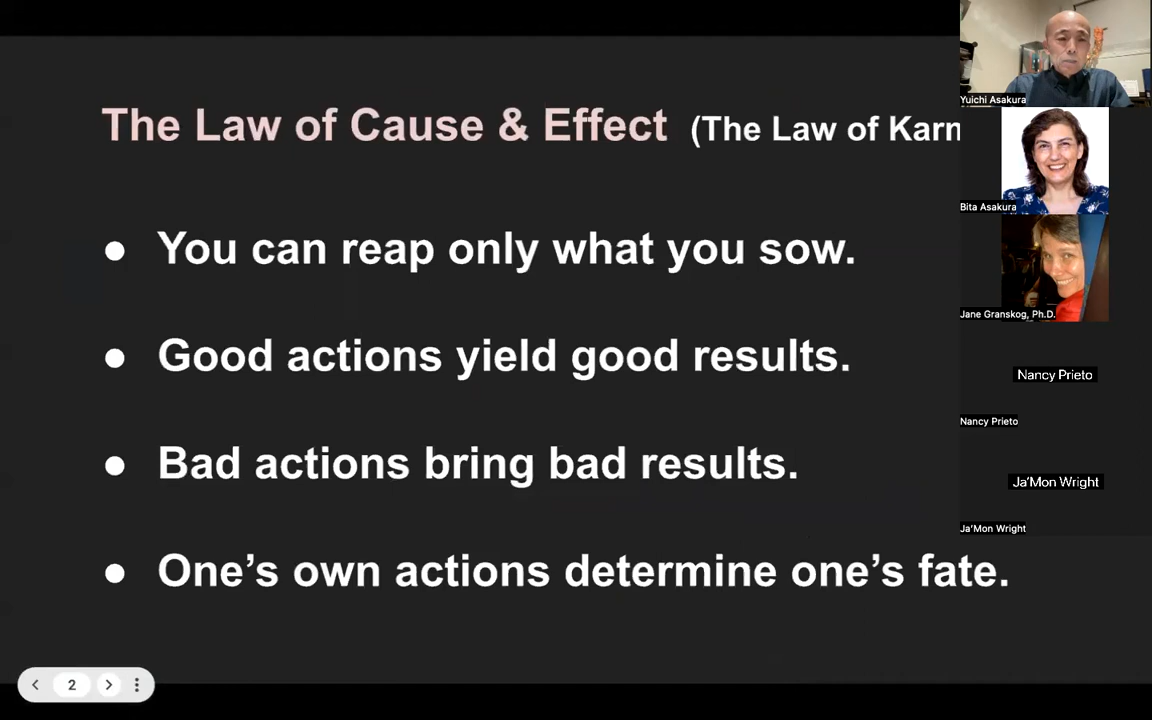 The Law of Cause & Effect (The Law of Karn
You can reap only what you sow.
Good actions yield good results.
Bad actions bring bad results.
One’s own actions determine one’s fate.
2
Yuichi Asakura
Bita Asakura
Jane Granskog, Ph.D.
Nancy Prieto
Nancy Prieto
Ja’Mon Wright
Ja’Mon Wright